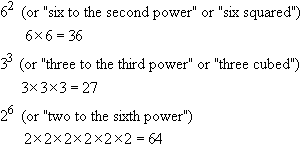 6² (or "six to the second power" or "six squared")
6×6 = 36
3³ (or "three to the third power" or "three cubed")
3×3×3 = 27
2⁶ (or "two to the sixth power")
2×2×2×2×2×2 = 64